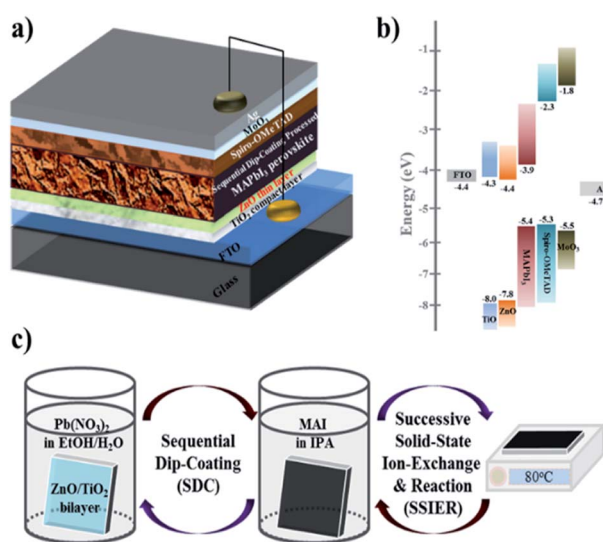 a)
Ag
MoOₓ
Spiro-OMeTAD
Sequential Dip-Coating, Processed
MAPbI₃ perovskite
ZnO thin layer
TiO₂ compact layer
FTO
Glass
b)
Energy (eV)
-1
-2
-3
-4
-5
-6
-7
-8
FTO
-4.4
-4.3
-4.4
-3.9
-2.3
-1.8
A
-4.7
-8.0
TiO
-7.8
ZnO
-5.4
MAPbI₃
-5.3
Spiro-OMeTAD
-5.5
MoO₃
c)
Pb(NO₃)₂
in EtOH/H₂O
ZnO/TiO₂
bilayer
Sequential
Dip-Coating
(SDC)
MAI
in IPA
Successive
Solid-State
Ion-Exchange
& Reaction
(SSIER)
80°C